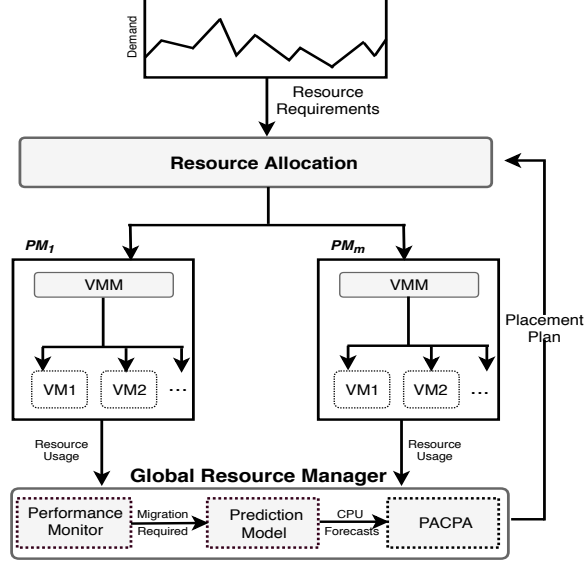 Demand
Resource
Requirements
Resource Allocation
PM1
PMm
VMM
VMM
VM1
VM2
...
VM1
VM2
...
Placement
Plan
Resource
Usage
Resource
Usage
Global Resource Manager
Performance
Monitor
Migration
Required
Prediction
Model
CPU
Forecasts
PACPA